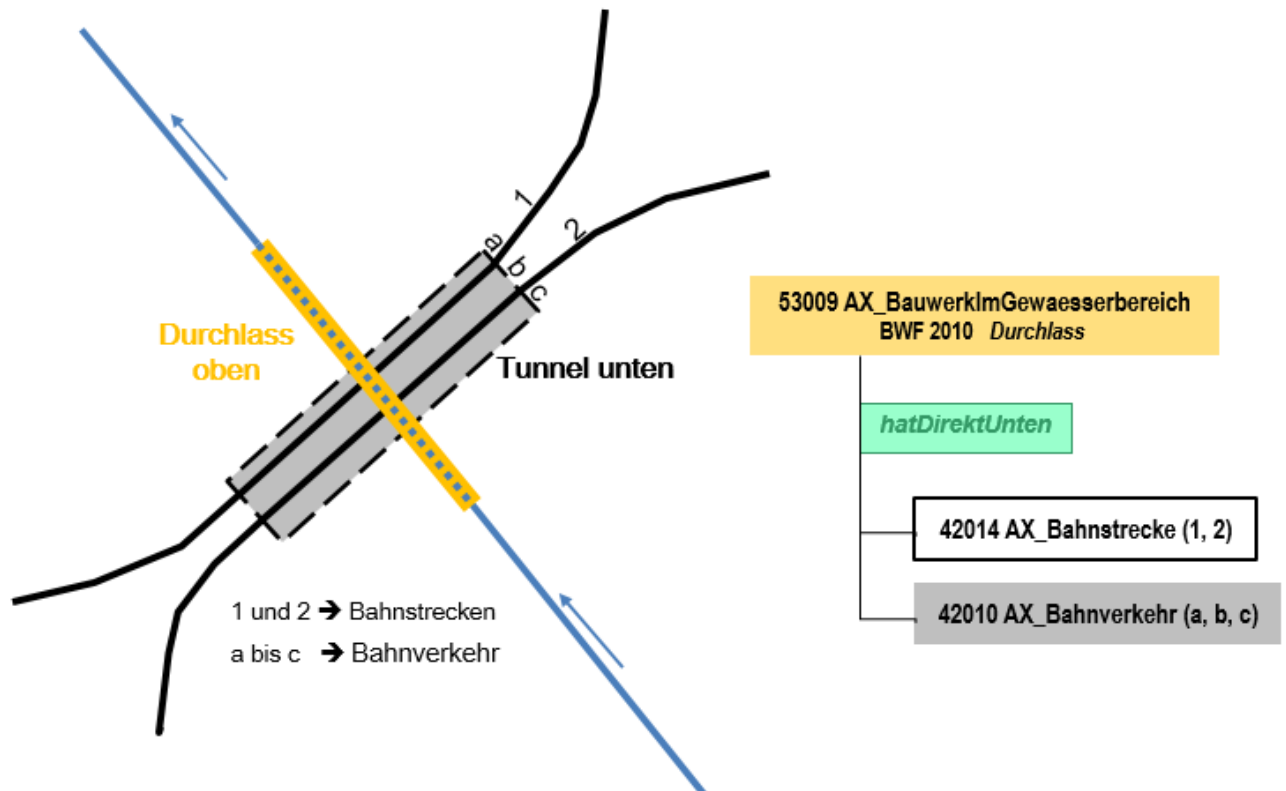 1
2
a
b
c
Durchlass
oben
Tunnel unten
1 und 2 ➔ Bahnstrecken
a bis c ➔ Bahnverkehr
53009 AX_BauwerkImGewaesserbereich
BWF 2010 Durchlass
hatDirektUnten
42014 AX_Bahnstrecke (1, 2)
42010 AX_Bahnverkehr (a, b, c)